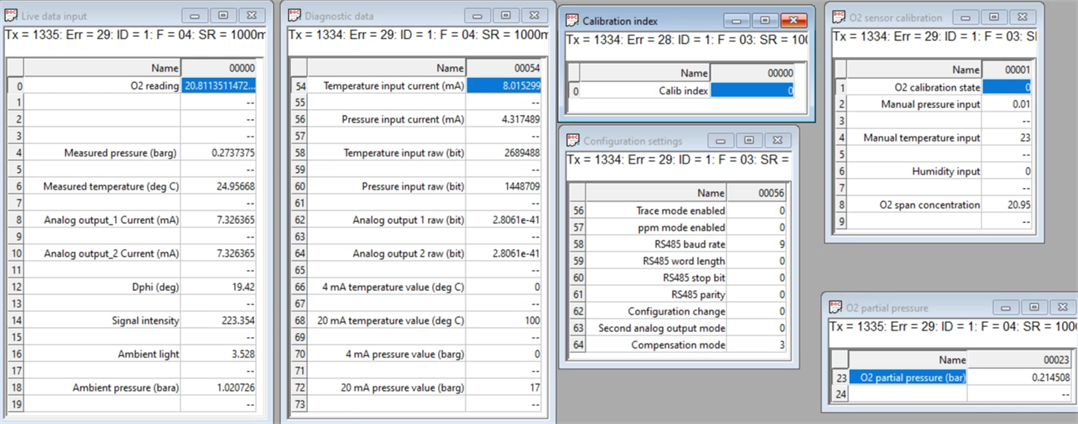 Live data input
Tx = 1335: Err = 29: ID = 1: F = 04: SR = 1000m
Name 00000
0 O2 reading 20.8113511472...
1 --
2 --
3 --
4 Measured pressure (barg) 0.2737375
5 --
6 Measured temperature (deg C) 24.95668
7 --
8 Analog output_1 Current (mA) 7.326365
9 --
10 Analog output_2 Current (mA) 7.326365
11 --
12 Dphi (deg) 19.42
13 --
14 Signal intensity 223.354
15 --
16 Ambient light 3.528
17 --
18 Ambient pressure (bara) 1.020726
19 --
Diagnostic data
Tx = 1334: Err = 29: ID = 1: F = 04: SR = 1000m
Name 00054
54 Temperature input current (mA) 8.015299
55 --
56 Pressure input current (mA) 4.317489
57 --
58 Temperature input raw (bit) 2689488
59 --
60 Pressure input raw (bit) 1448709
61 --
62 Analog output 1 raw (bit) 2.8061e-41
63 --
64 Analog output 2 raw (bit) 2.8061e-41
65 --
66 4 mA temperature value (deg C) 0
67 --
68 20 mA temperature value (deg C) 100
69 --
70 4 mA pressure value (barg) 0
71 --
72 20 mA pressure value (barg) 17
73 --
Calibration index
Tx = 1334: Err = 28: ID = 1: F = 03: SR = 100
Name 00000
0 Calib index 0
Configuration settings
Tx = 1334: Err = 29: ID = 1: F = 03: SR =
Name 00056
56 Trace mode enabled 0
57 ppm mode enabled 0
58 RS485 baud rate 9
59 RS485 word length 0
60 RS485 stop bit 0
61 RS485 parity 0
62 Configuration change 0
63 Second analog output mode 0
64 Compensation mode 3
O2 sensor calibration
Tx = 1334: Err = 29: ID = 1: F = 03: S
Name 00001
1 O2 calibration state 0
2 Manual pressure input 0.01
3 --
4 Manual temperature input 23
5 --
6 Humidity input 0
7 --
8 O2 span concentration 20.95
9 --
O2 partial pressure
Tx = 1335: Err = 29: ID = 1: F = 04: SR = 100
Name 00023
23 O2 partial pressure (bar) 0.214508
24 --